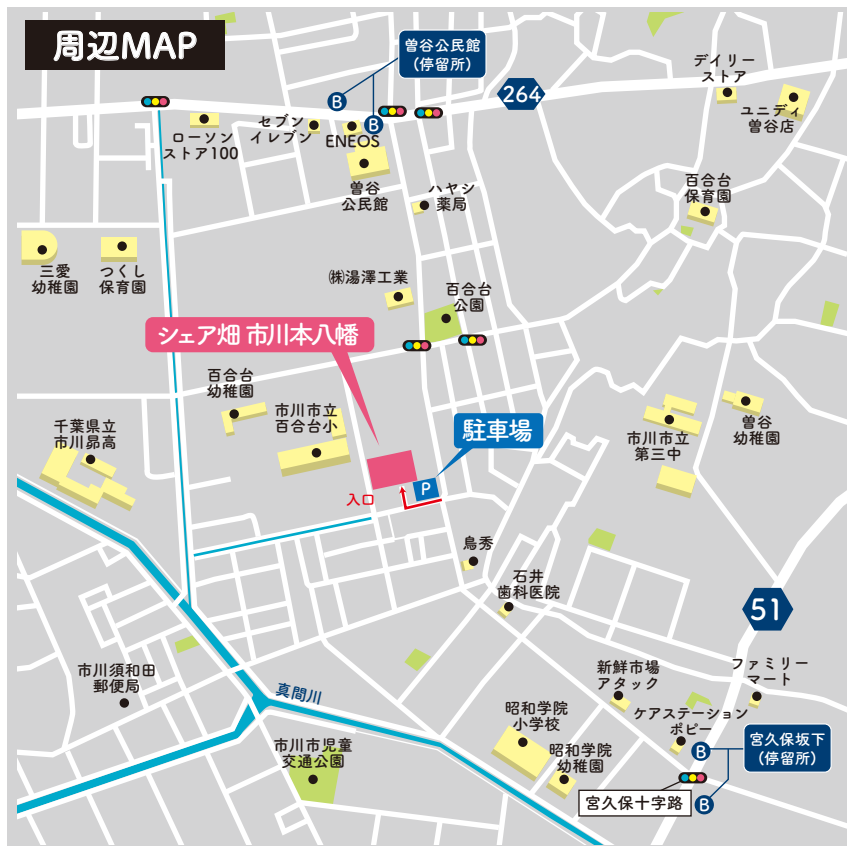 周辺MAP
曽谷公民館
（停留所）
B
B
264
デイリー
ストア
ユニディ
曽谷店
ローソン
ストア100
セブン
イレブン
ENEOS
曽谷
公民館
ハヤシ
薬局
百合台
保育園
三愛
幼稚園
つくし
保育園
㈱湯澤工業
百合台
公園
シェア畑 市川本八幡
百合台
幼稚園
市川市立
百合台小
千葉県立
市川昴高
駐車場
P
入口
市川市立
第三中
曽谷
幼稚園
鳥秀
石井
歯科医院
51
市川須和田
郵便局
真間川
市川市児童
交通公園
昭和学院
小学校
昭和学院
幼稚園
新鮮市場
アタック
ファミリー
マート
ケアステーション
ポピー
B
宮久保坂下
（停留所）
宮久保十字路
B